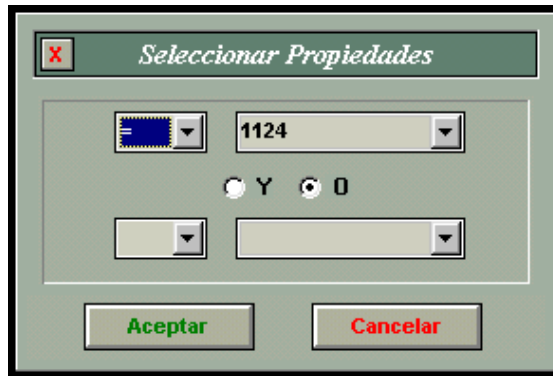 X Seleccionar Propiedades
= 1124
Y O
Aceptar Cancelar